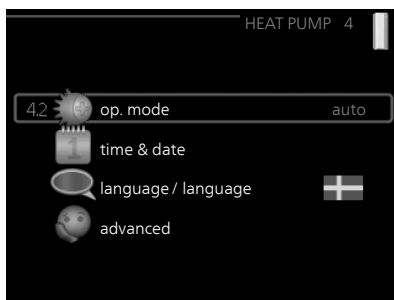 HEAT PUMP 4
4.2 op. mode auto
1 time & date
language / language
advanced